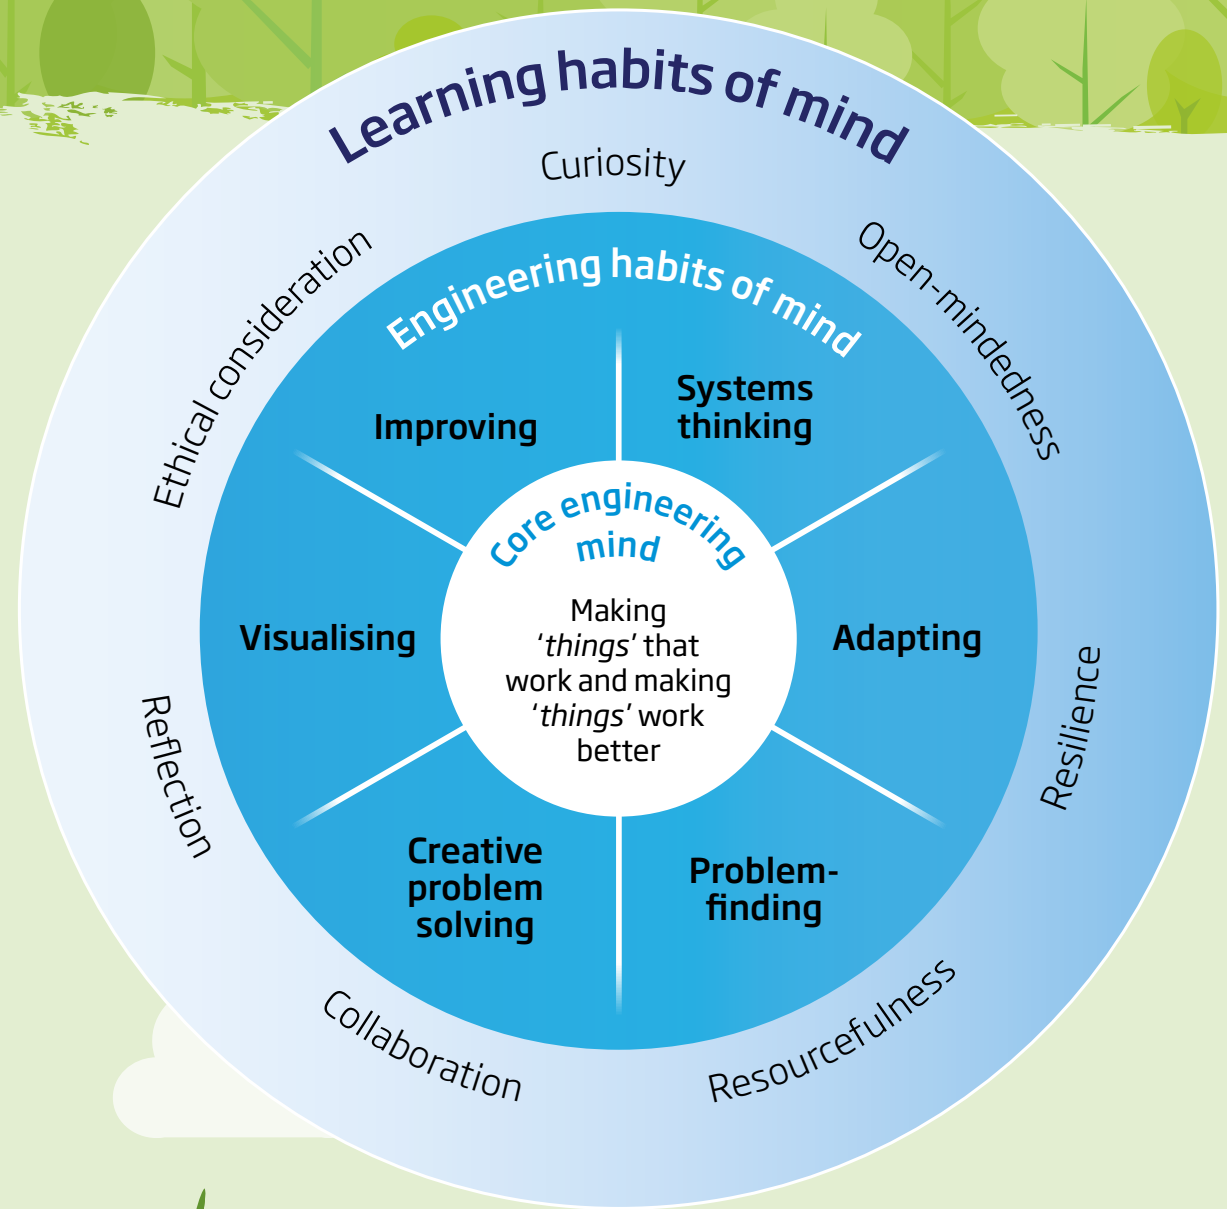 Learning habits of mind
Curiosity
Open-mindedness
Resilience
Resourcefulness
Collaboration
Reflection
Ethical consideration
Engineering habits of mind
Systems
thinking
Adapting
Problem-
finding
Creative
problem
solving
Visualising
Improving
Core engineering
mind
Making
‘things’ that
work and making
‘things’ work
better